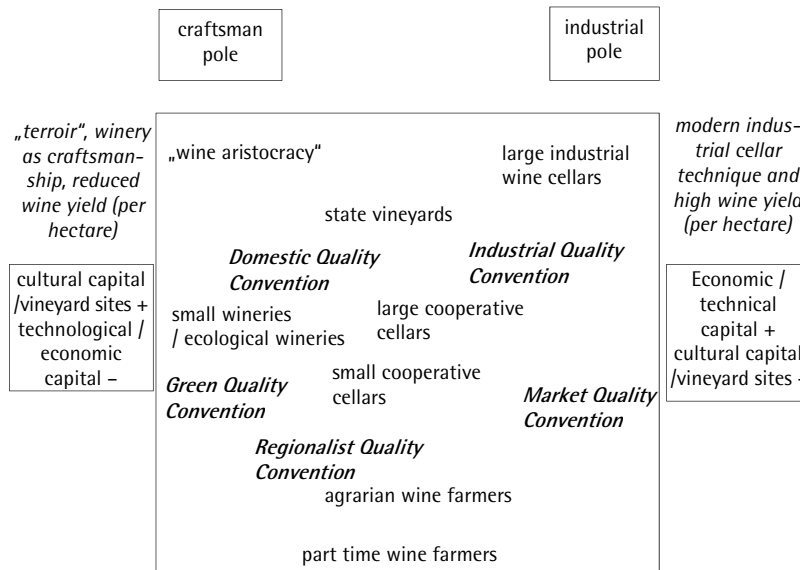 craftsman
pole
industrial
pole
„terroir“, winery
as craftsman-
ship, reduced
wine yield (per
hectare)
„wine aristocracy“
large industrial
wine cellars
modern indus-
trial cellar
technique and
high wine yield
(per hectare)
state vineyards
Domestic Quality
Convention
Industrial Quality
Convention
cultural capital
/vineyard sites +
technological /
economic
capital –
small wineries
/ ecological wineries
large cooperative
cellars
Economic /
technical
capital +
cultural capital
/vineyard sites -
Green Quality
Convention
small cooperative
cellars
Market Quality
Convention
Regionalist Quality
Convention
agrarian wine farmers
part time wine farmers